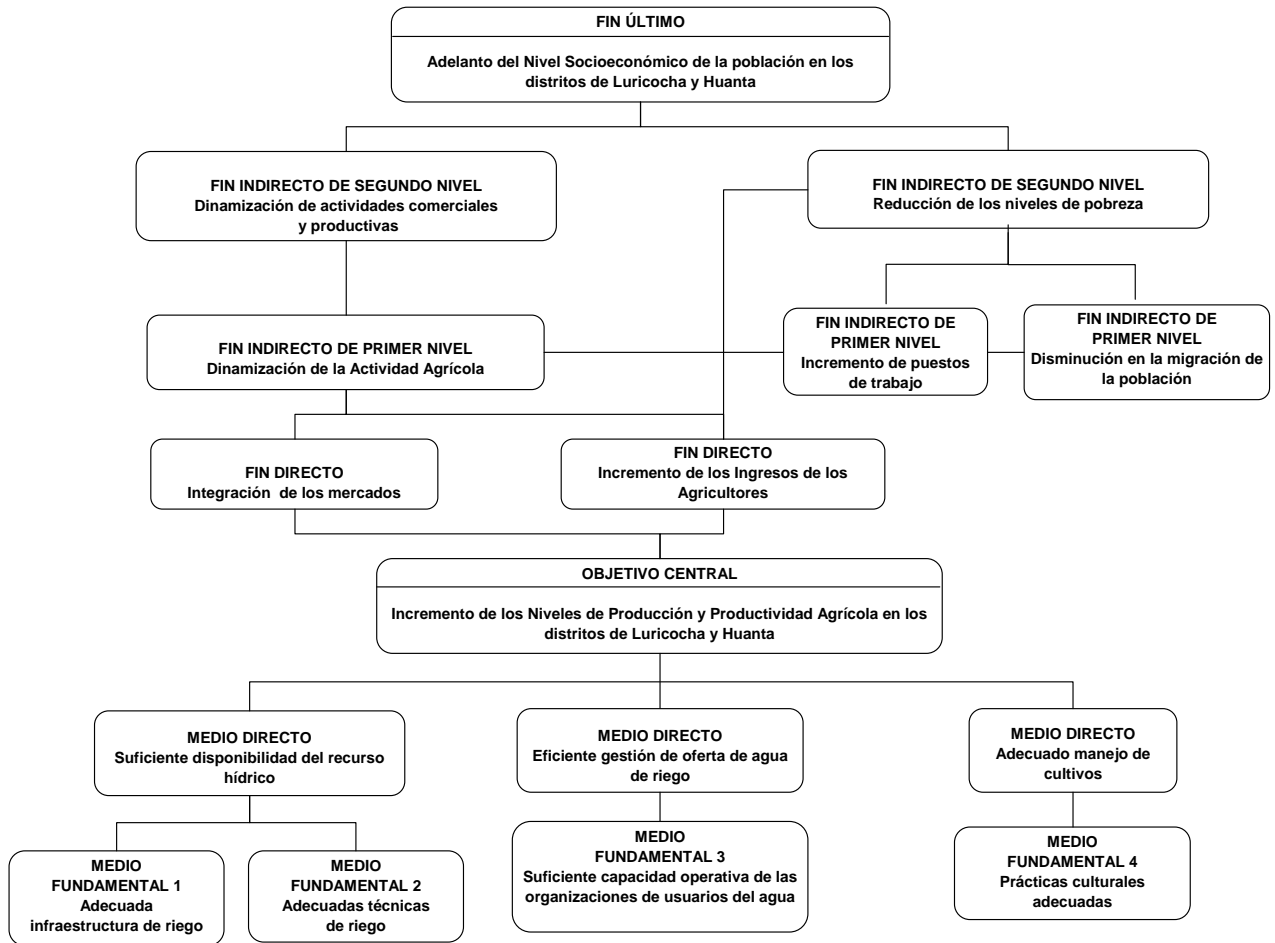 FIN ÚLTIMO
Adelanto del Nivel Socioeconómico de la población en los
distritos de Luricocha y Huanta
FIN INDIRECTO DE SEGUNDO NIVEL
Dinamización de actividades comerciales
y productivas
FIN INDIRECTO DE SEGUNDO NIVEL
Reducción de los niveles de pobreza
FIN INDIRECTO DE PRIMER NIVEL
Dinamización de la Actividad Agrícola
FIN INDIRECTO DE
PRIMER NIVEL
Incremento de puestos
de trabajo
FIN INDIRECTO DE
PRIMER NIVEL
Disminución en la migración de
la población
FIN DIRECTO
Integración de los mercados
FIN DIRECTO
Incremento de los Ingresos de los
Agricultores
OBJETIVO CENTRAL
Incremento de los Niveles de Producción y Productividad Agrícola en los
distritos de Luricocha y Huanta
MEDIO DIRECTO
Suficiente disponibilidad del recurso
hídrico
MEDIO DIRECTO
Eficiente gestión de oferta de agua
de riego
MEDIO DIRECTO
Adecuado manejo de
cultivos
MEDIO
FUNDAMENTAL 1
Adecuada
infraestructura de riego
MEDIO
FUNDAMENTAL 2
Adecuadas técnicas
de riego
MEDIO
FUNDAMENTAL 3
Suficiente capacidad operativa de las
organizaciones de usuarios del agua
MEDIO
FUNDAMENTAL 4
Prácticas culturales
adecuadas